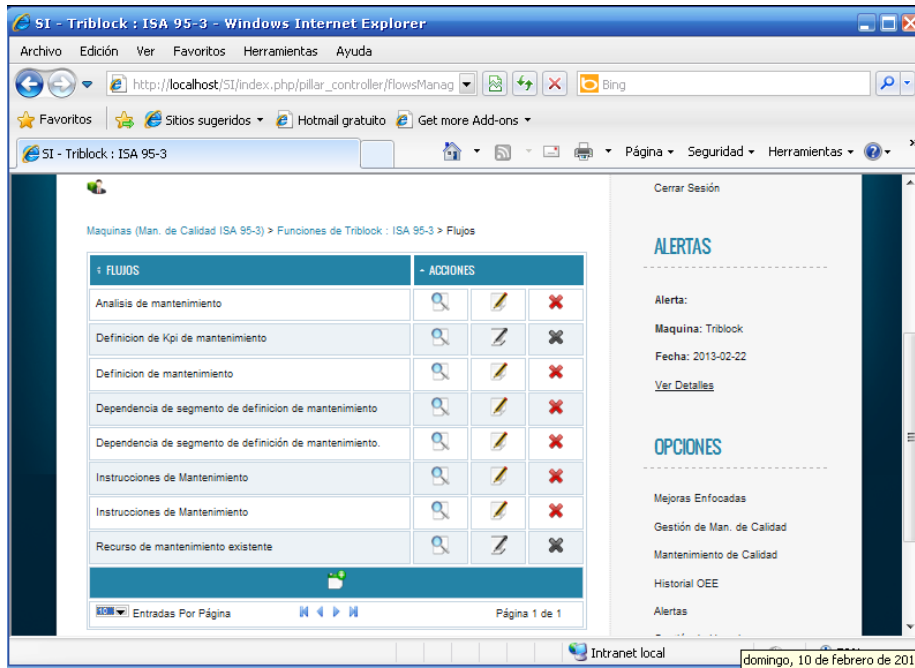 SI - Triblock : ISA 95-3 - Windows Internet Explorer
Archivo Edición Ver Favoritos Herramientas Ayuda
http://localhost/SI/index.php/pillar_controller/flowsManag Bing
Favoritos Sitios sugeridos Hotmail gratuito Get more Add-ons
SI - Triblock : ISA 95-3 Página Seguridad Herramientas
Cerrar Sesión
Maquinas (Man. de Calidad ISA 95-3) > Funciones de Triblock : ISA 95-3 > Flujos
FLUJOS ACCIONES
Analisis de mantenimiento
Definicion de Kpi de mantenimiento
Definicion de mantenimiento
Dependencia de segmento de definicion de mantenimiento
Dependencia de segmento de definición de mantenimiento.
Instrucciones de Mantenimiento
Instrucciones de Mantenimiento
Recurso de mantenimiento existente
10 Entradas Por Página Página 1 de 1
ALERTAS
Alerta:
Maquina: Triblock
Fecha: 2013-02-22
Ver Detalles
OPCIONES
Mejoras Enfocadas
Gestión de Man. de Calidad
Mantenimiento de Calidad
Historial OEE
Alertas
Intranet local
domingo, 10 de febrero de 201